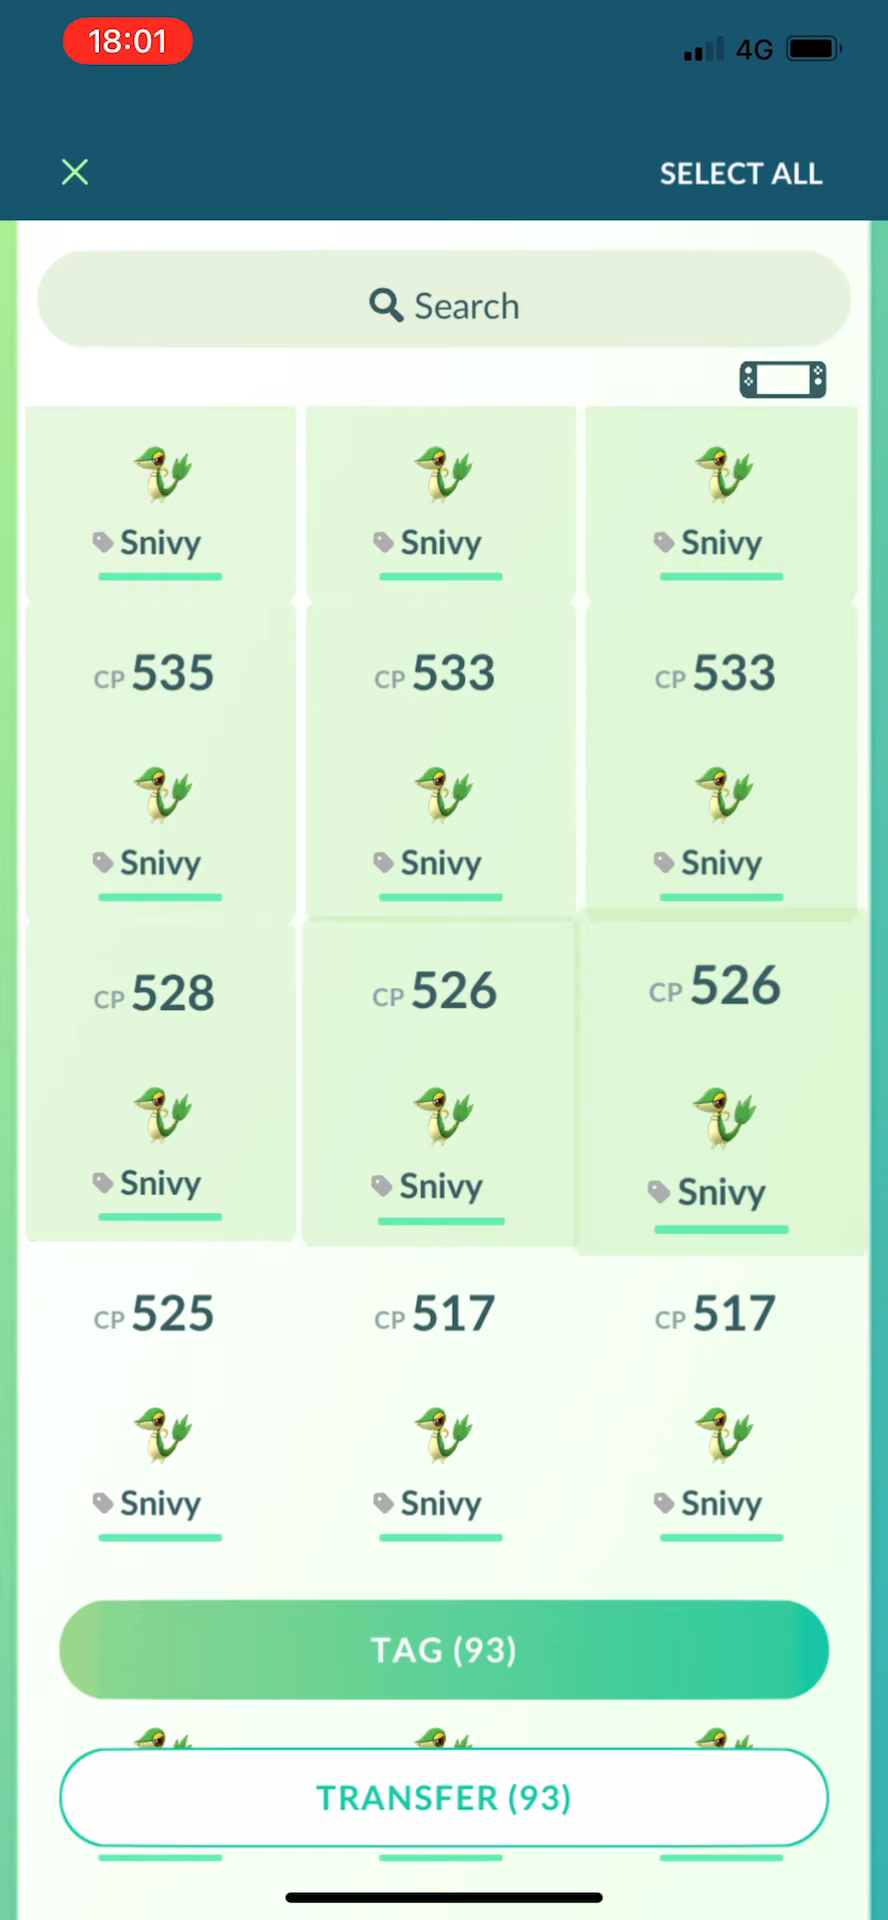 18:01
4G
SELECT ALL
Search
Snivy Snivy Snivy
CP 535 CP 533 CP 533
Snivy Snivy Snivy
CP 528 CP 526 CP 526
Snivy Snivy Snivy
CP 525 CP 517 CP 517
Snivy Snivy Snivy
TAG (93)
TRANSFER (93)